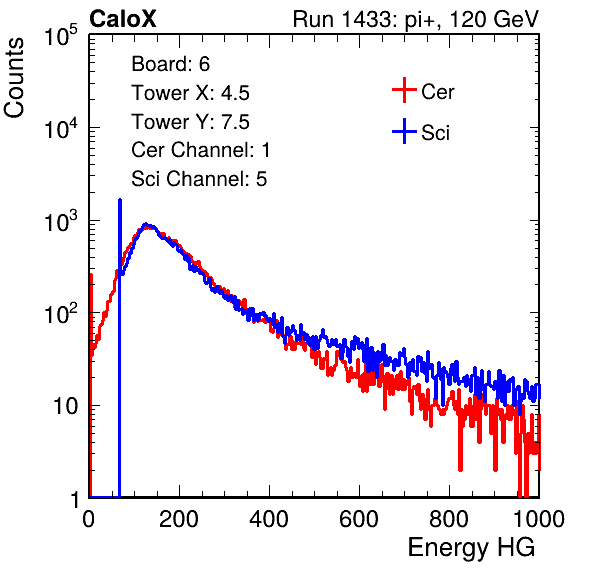 CaloX Run 1433: pi+, 120 GeV
Counts
Board: 6
Tower X: 4.5
Tower Y: 7.5
Cer Channel: 1
Sci Channel: 5
Cer
Sci
10^5
10^4
10^3
10^2
10
1
0 200 400 600 800 1000
Energy HG